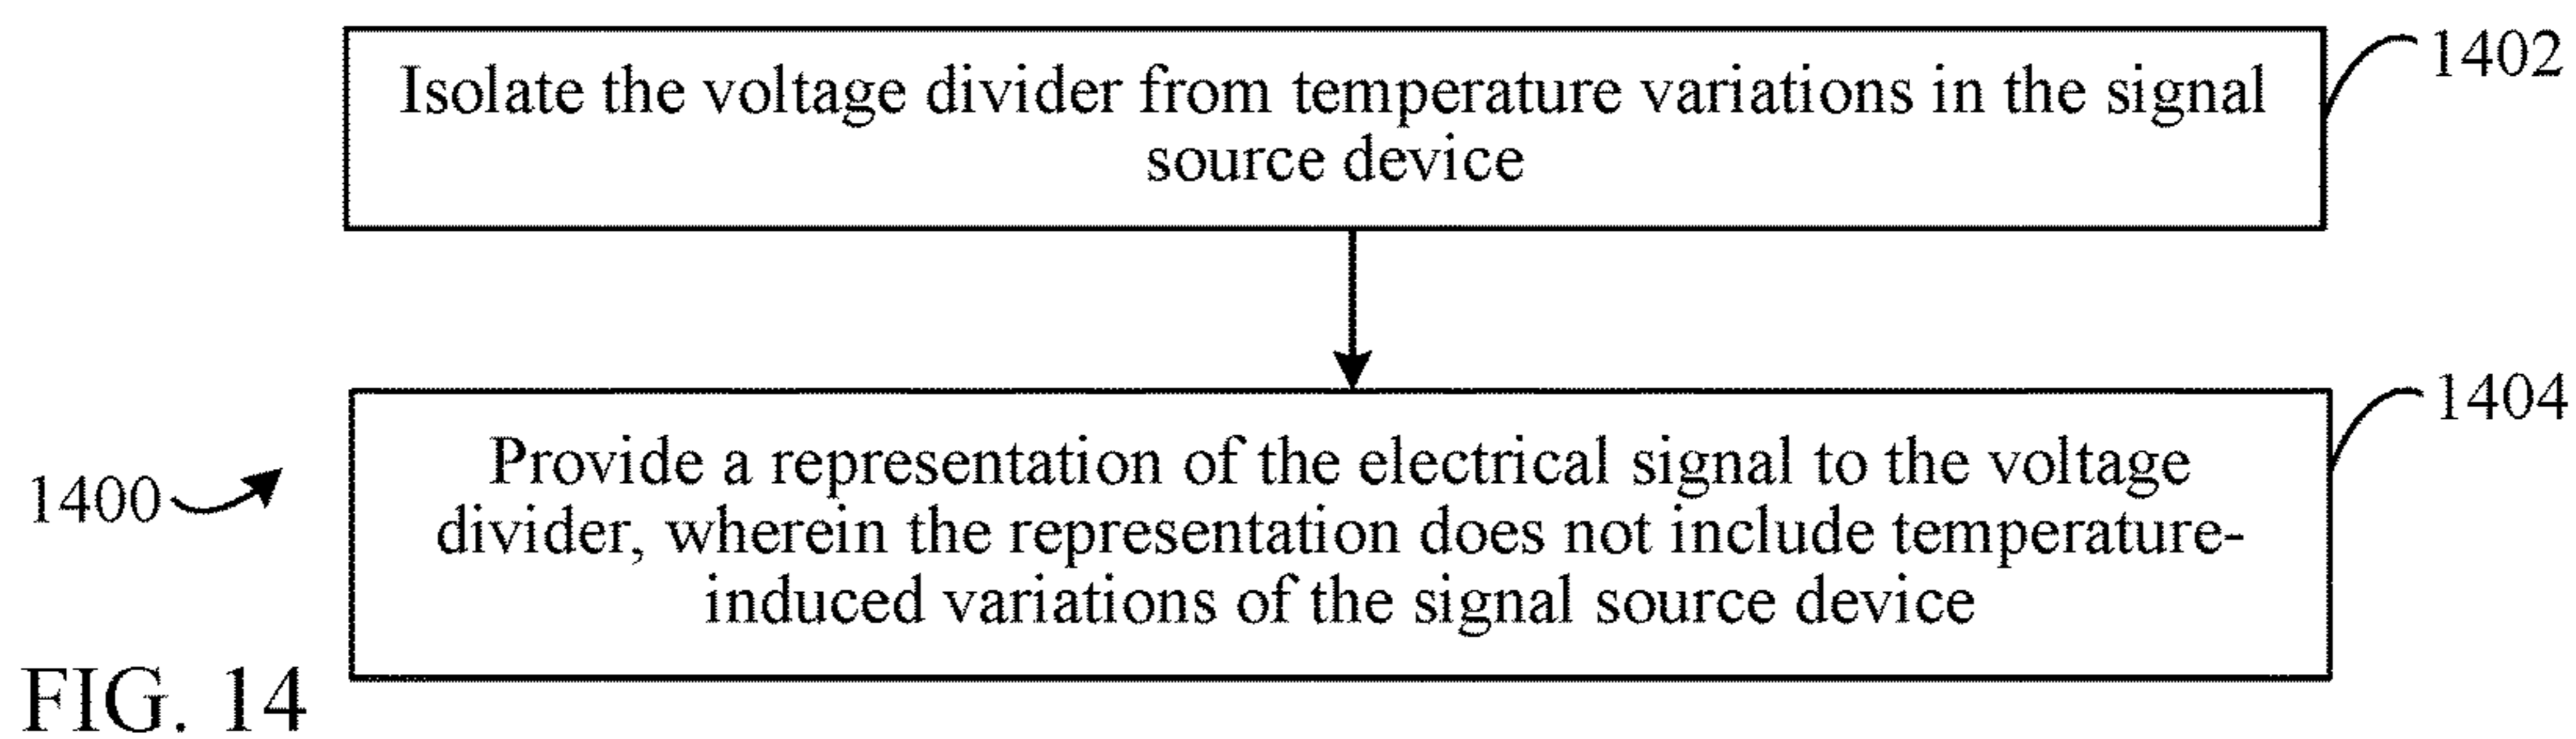 Isolate the voltage divider from temperature variations in the signal
source device
1402
Provide a representation of the electrical signal to the voltage
divider, wherein the representation does not include temperature-
induced variations of the signal source device
1404
1400
FIG. 14